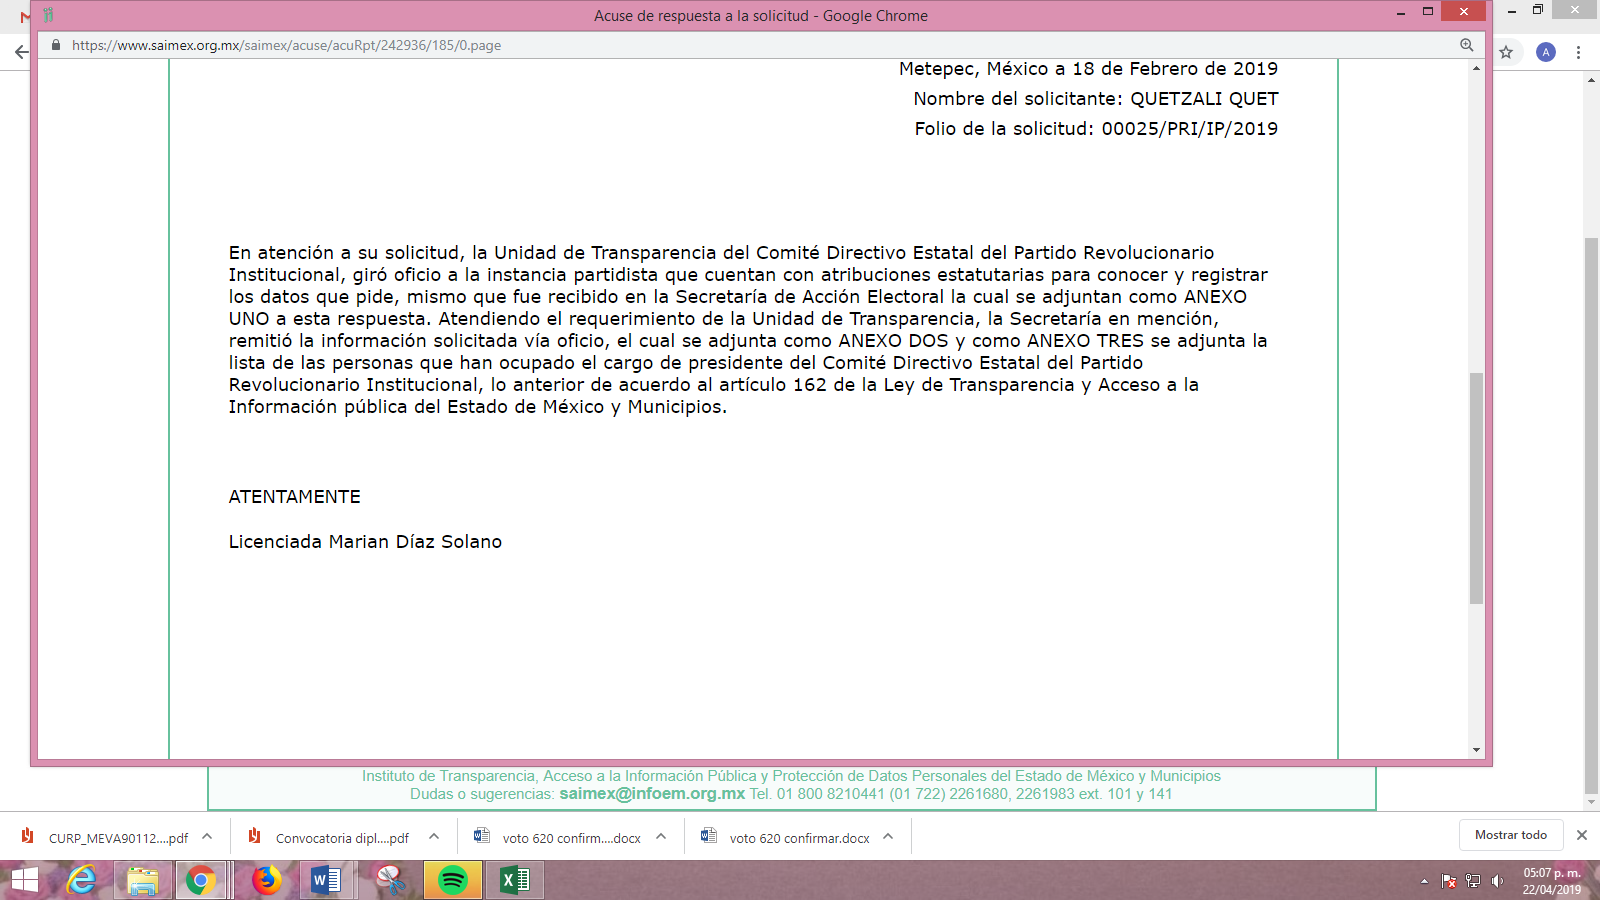 Acuse de respuesta a la solicitud - Google Chrome
https://www.saimex.org.mx/saimex/acuse/acuRpt/242936/185/0.page
A
Metepec, México a 18 de Febrero de 2019
Nombre del solicitante: QUETZALI QUET
Folio de la solicitud: 00025/PRI/IP/2019
En atención a su solicitud, la Unidad de Transparencia del Comité Directivo Estatal del Partido Revolucionario
Institucional, giró oficio a la instancia partidista que cuentan con atribuciones estatutarias para conocer y registrar
los datos que pide, mismo que fue recibido en la Secretaría de Acción Electoral la cual se adjuntan como ANEXO
UNO a esta respuesta. Atendiendo el requerimiento de la Unidad de Transparencia, la Secretaría en mención,
remitió la información solicitada vía oficio, el cual se adjunta como ANEXO DOS y como ANEXO TRES se adjunta la
lista de las personas que han ocupado el cargo de presidente del Comité Directivo Estatal del Partido
Revolucionario Institucional, lo anterior de acuerdo al artículo 162 de la Ley de Transparencia y Acceso a la
Información pública del Estado de México y Municipios.
ATENTAMENTE
Licenciada Marian Díaz Solano
Instituto de Transparencia, Acceso a la Información Pública y Protección de Datos Personales del Estado de México y Municipios
Dudas o sugerencias: saimex@infoem.org.mx Tel. 01 800 8210441 (01 722) 2261680, 2261983 ext. 101 y 141
CURP_MEVA90112....pdf
Convocatoria dipl....pdf
voto 620 confirm....docx
voto 620 confirmar.docx
Mostrar todo
05:07 p. m.
22/04/2019